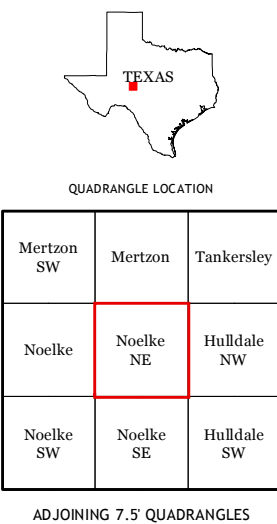 TEXAS
QUADRANGLE LOCATION
Mertzon
SW
Mertzon
Tankersley
Noelke
Noelke
NE
Hulldale
NW
Noelke
SW
Noelke
SE
Hulldale
SW
ADJOINING 7.5' QUADRANGLES